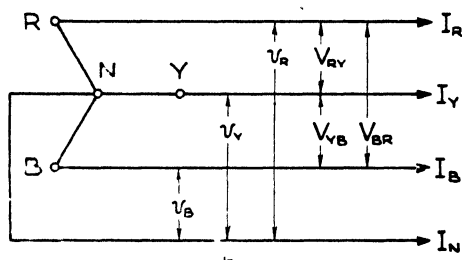 R I_R
N Y v_R V_RY I_Y
v_Y V_YB V_BR
B I_B
v_B
I_N